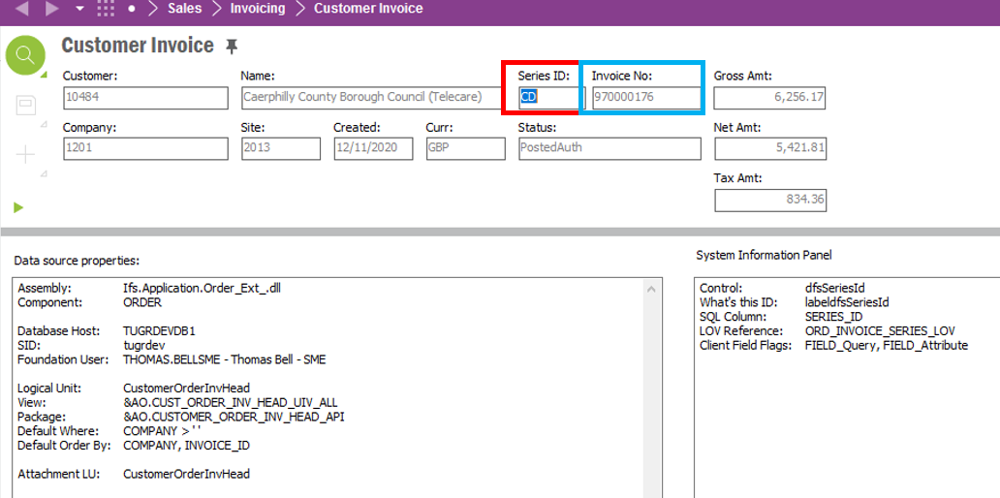 Sales > Invoicing > Customer Invoice
Customer Invoice
Customer: Name: Series ID: Invoice No: Gross Amt:
10484 Caerphilly County Borough Council (Telecare) CD 970000176 6,256.17
Company: Site: Created: Curr: Status: Net Amt:
1201 2013 12/11/2020 GBP PostedAuth 5,421.81
Tax Amt:
834.36
Data source properties:
Assembly: Ifs.Application.Order_Ext_.dll
Component: ORDER
Database Host: TUGRDEVDB1
SID: tugrdev
Foundation User: THOMAS.BELLSME - Thomas Bell - SME
Logical Unit: CustomerOrderInvHead
View: &AO.CUST_ORDER_INV_HEAD_UIV_ALL
Package: &AO.CUSTOMER_ORDER_INV_HEAD_API
Default Where: COMPANY > ' '
Default Order By: COMPANY, INVOICE_ID
Attachment LU: CustomerOrderInvHead
System Information Panel
Control: dfsSeriesId
What's this ID: labeldfsSeriesId
SQL Column: SERIES_ID
LOV Reference: ORD_INVOICE_SERIES_LOV
Client Field Flags: FIELD_Query, FIELD_Attribute